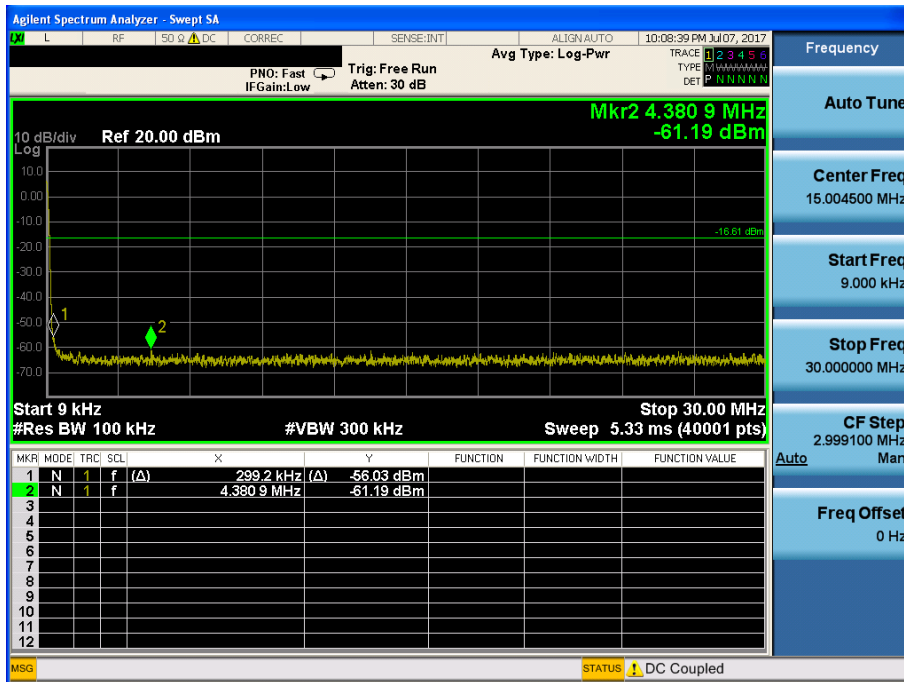 Agilent Spectrum Analyzer - Swept SA
LXI L RF 50 Ω DC CORREC SENSE:INT ALIGN AUTO 10:08:39 PM Jul 07, 2017
Frequency
Avg Type: Log-Pwr
TRACE 1 2 3 4 5 6
TYPE M W W W W W
DET P N N N N N
PNO: Fast
IFGain:Low
Trig: Free Run
Atten: 30 dB
Auto Tune
Mkr2 4.380 9 MHz
-61.19 dBm
10 dB/div
Log
Ref 20.00 dBm
10.0
0.00
-10.0
-16.61 dBm
-20.0
-30.0
-40.0
-50.0
-60.0
-70.0
1
2
Center Freq
15.004500 MHz
Start Freq
9.000 kHz
Stop Freq
30.000000 MHz
Start 9 kHz
Stop 30.00 MHz
#Res BW 100 kHz
#VBW 300 kHz
Sweep 5.33 ms (40001 pts)
CF Step
2.999100 MHz
Auto Man
MKR MODE TRC SCL X Y FUNCTION FUNCTION WIDTH FUNCTION VALUE
1 N 1 f (Δ) 299.2 kHz (Δ) -56.03 dBm
2 N 1 f 4.380 9 MHz -61.19 dBm
3
4
5
6
7
8
9
10
11
12
Freq Offset
0 Hz
MSG
STATUS
DC Coupled